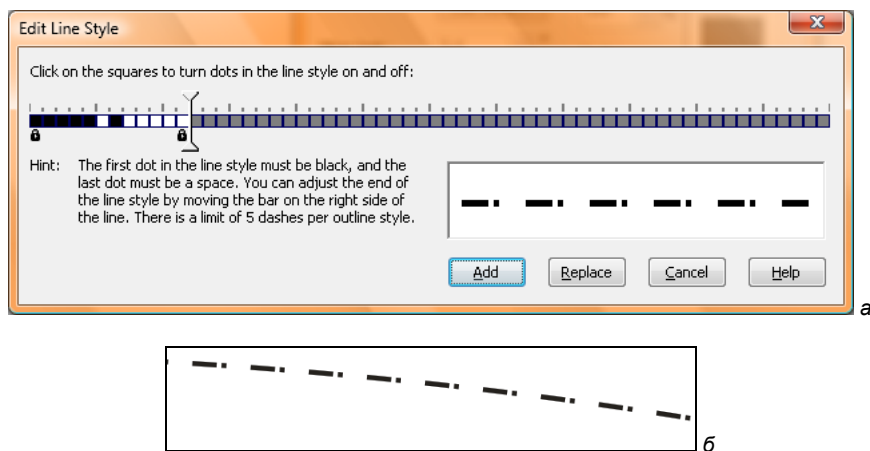 Edit Line Style
Click on the squares to turn dots in the line style on and off:
Hint: The first dot in the line style must be black, and the
last dot must be a space. You can adjust the end of
the line style by moving the bar on the right side of
the line. There is a limit of 5 dashes per outline style.
Add Replace Cancel Help
а
б